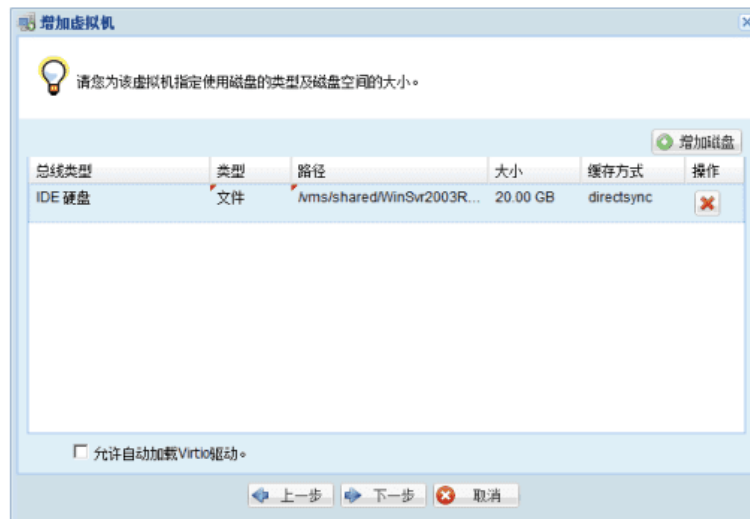 增加虚拟机
请您为该虚拟机指定使用磁盘的类型及磁盘空间的大小。
增加磁盘
总线类型 类型 路径 大小 缓存方式 操作
IDE 硬盘 文件 /vms/shared/WinSvr2003R... 20.00 GB directsync
允许自动加载Virtio驱动。
上一步 下一步 取消